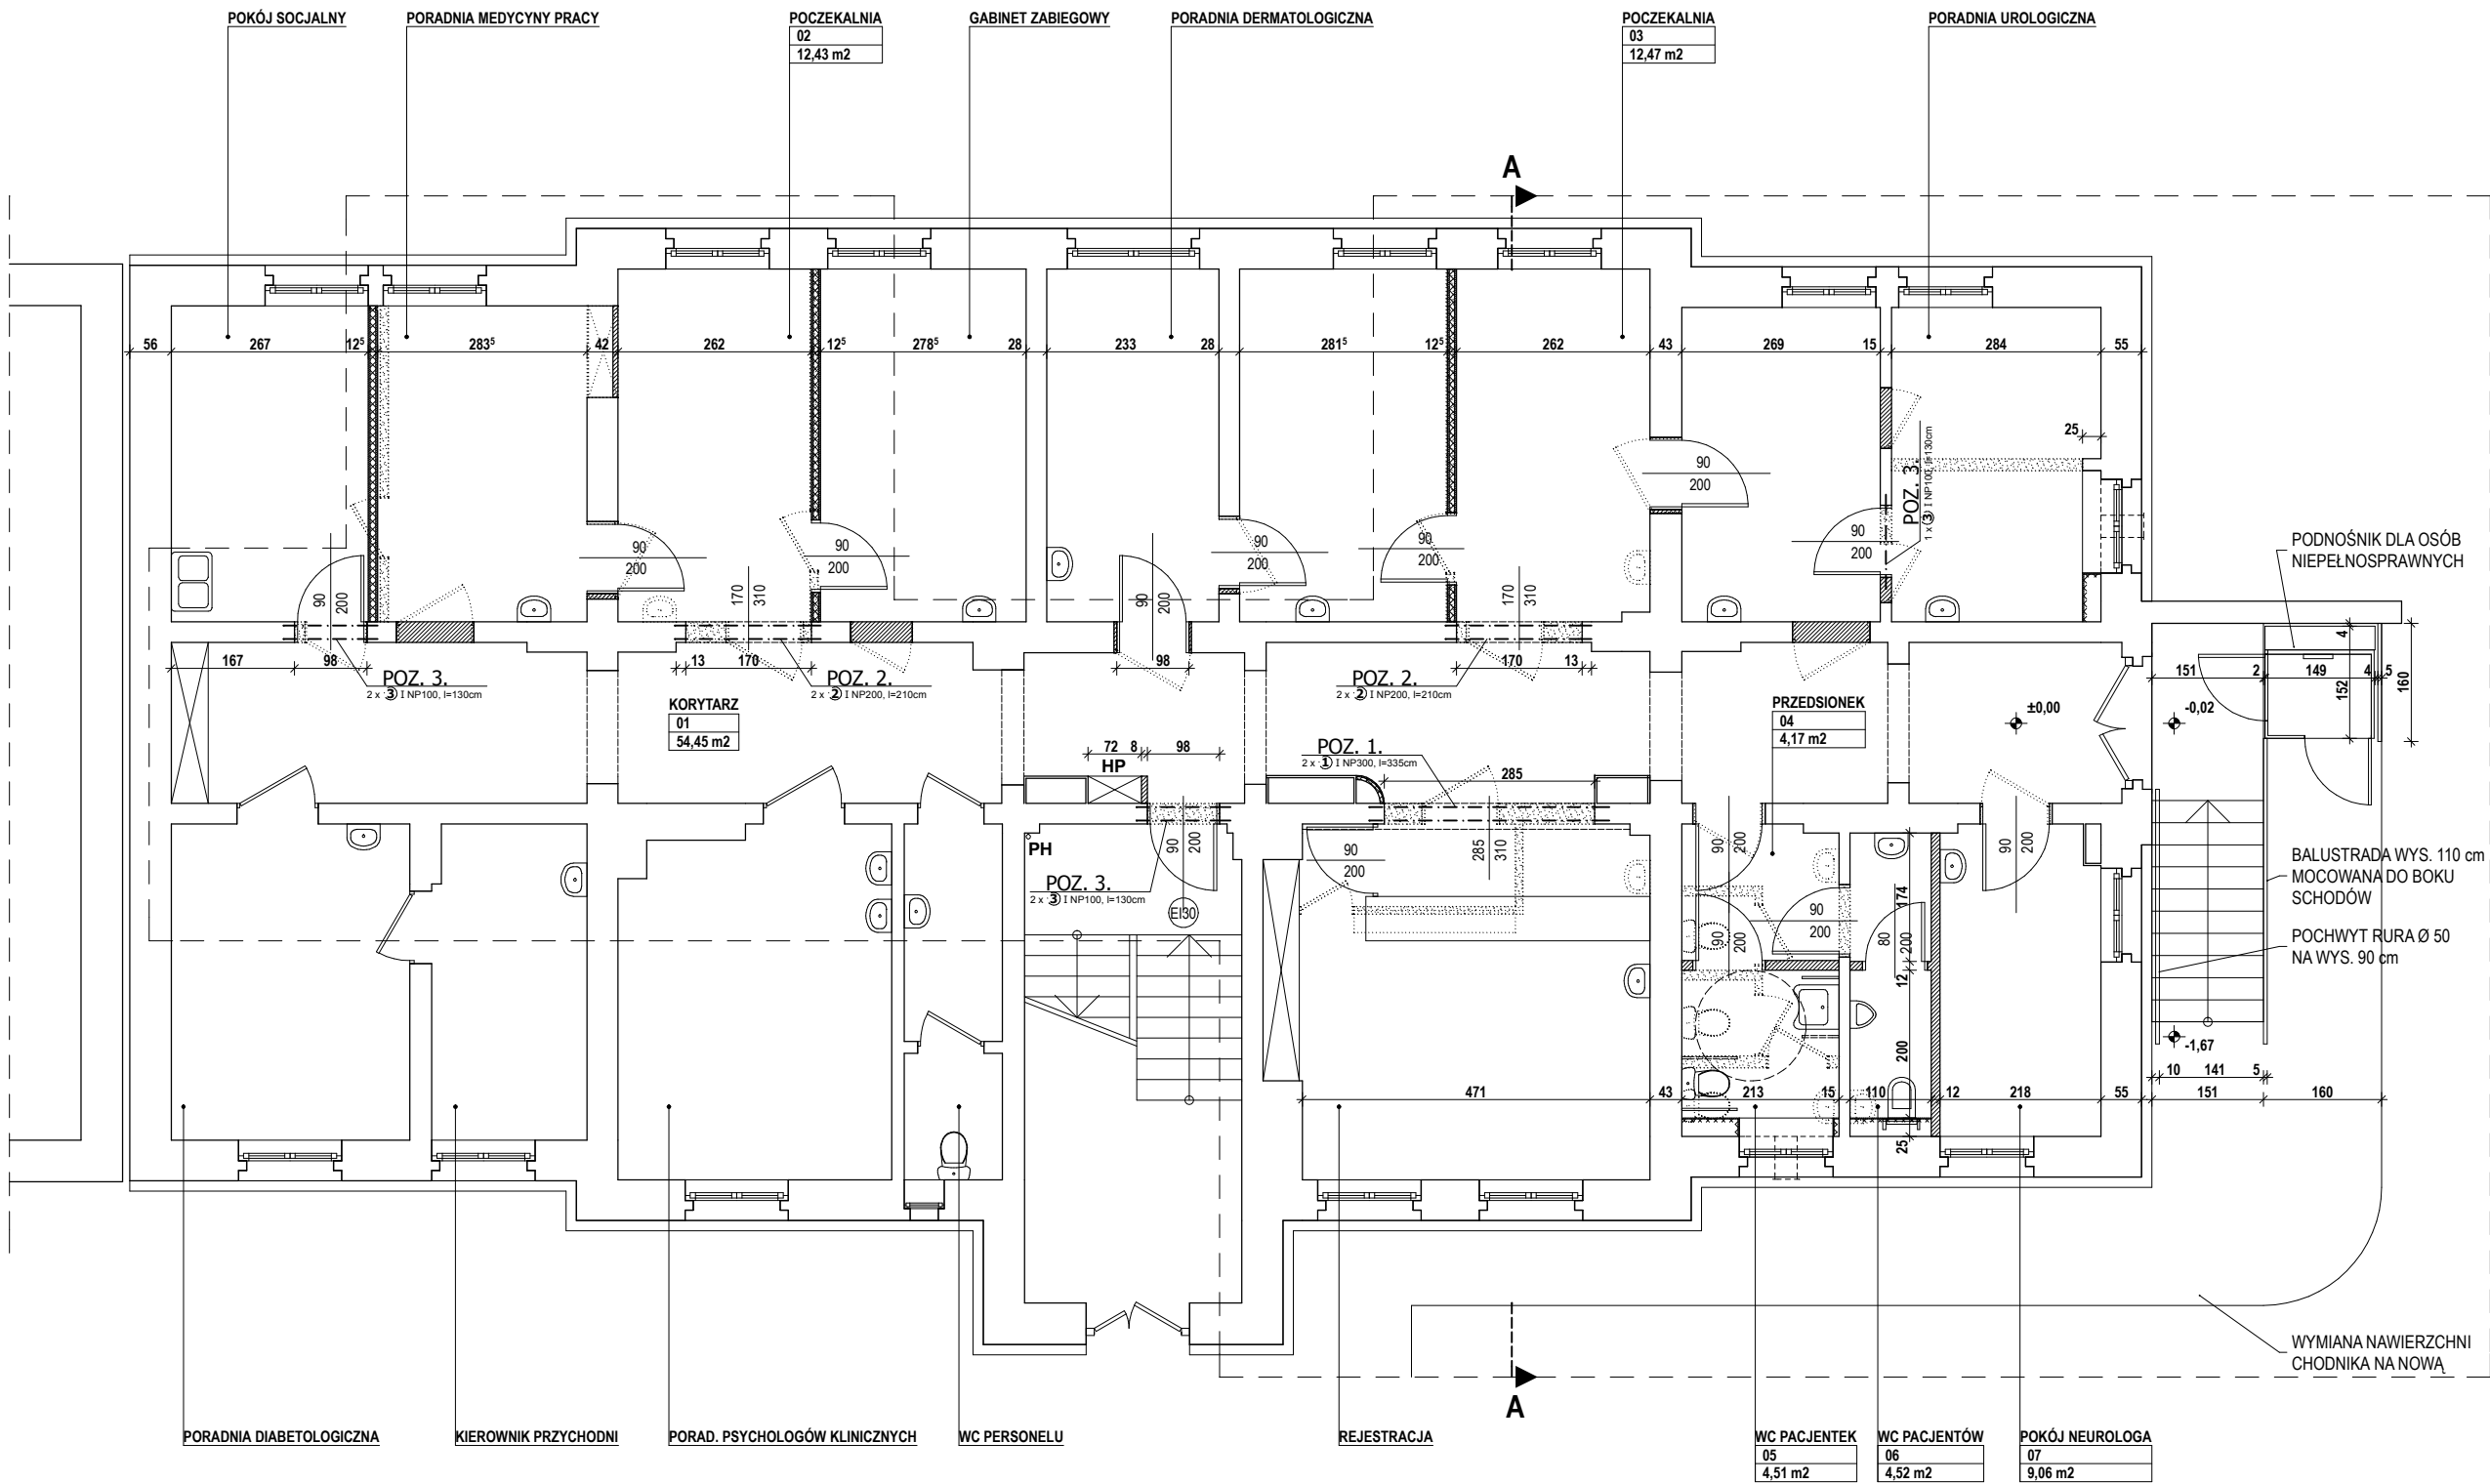 POKÓJ SOCJALNY
PORADNIA MEDYCYNY PRACY
POCZEKALNIA
02
12,43 m2
GABINET ZABIEGOWY
PORADNIA DERMATOLOGICZNA
POCZEKALNIA
03
12,47 m2
PORADNIA UROLOGICZNA
A
56 267 12⁵ 283⁵ 42 262 12⁵ 278⁵ 28 233 28 281⁵ 12⁵ 262 43 269 15 284 55
25
90
200
90
200
90
200
90
200
90
200
90
200
90
200
90
200
90
200
170
310
170
310
POZ. 3.
1 x 3 I NP100, l=130cm
PODNOŚNIK DLA OSÓB
NIEPEŁNOSPRAWNYCH
167 98 13 170 98 170 13
POZ. 3.
2 x 3 I NP100, l=130cm
POZ. 2.
2 x 2 I NP200, l=210cm
POZ. 2.
2 x 2 I NP200, l=210cm
151 2 149 4 5
4
152
160
KORYTARZ
01
54,45 m2
PRZEDSIONEK
04
4,17 m2
±0,00
-0,02
72 8 98
HP
POZ. 1.
2 x 1 I NP300, l=335cm
285
PH
90
200
285
310
90
200
90
200
90
200
POZ. 3.
2 x 3 I NP100, l=130cm
EI30
90
200
90
200
80
200
174
12
200
25
BALUSTRADA WYS. 110 cm
MOCOWANA DO BOKU
SCHODÓW
POCHWYT RURA Ø 50
NA WYS. 90 cm
-1,67
10 141 5
471 43 213 15 110 12 218 55 151 160
WYMIANA NAWIERZCHNI
CHODNIKA NA NOWĄ
A
PORADNIA DIABETOLOGICZNA
KIEROWNIK PRZYCHODNI
PORAD. PSYCHOLOGÓW KLINICZNYCH
WC PERSONELU
REJESTRACJA
WC PACJENTEK
05
4,51 m2
WC PACJENTÓW
06
4,52 m2
POKÓJ NEUROLOGA
07
9,06 m2